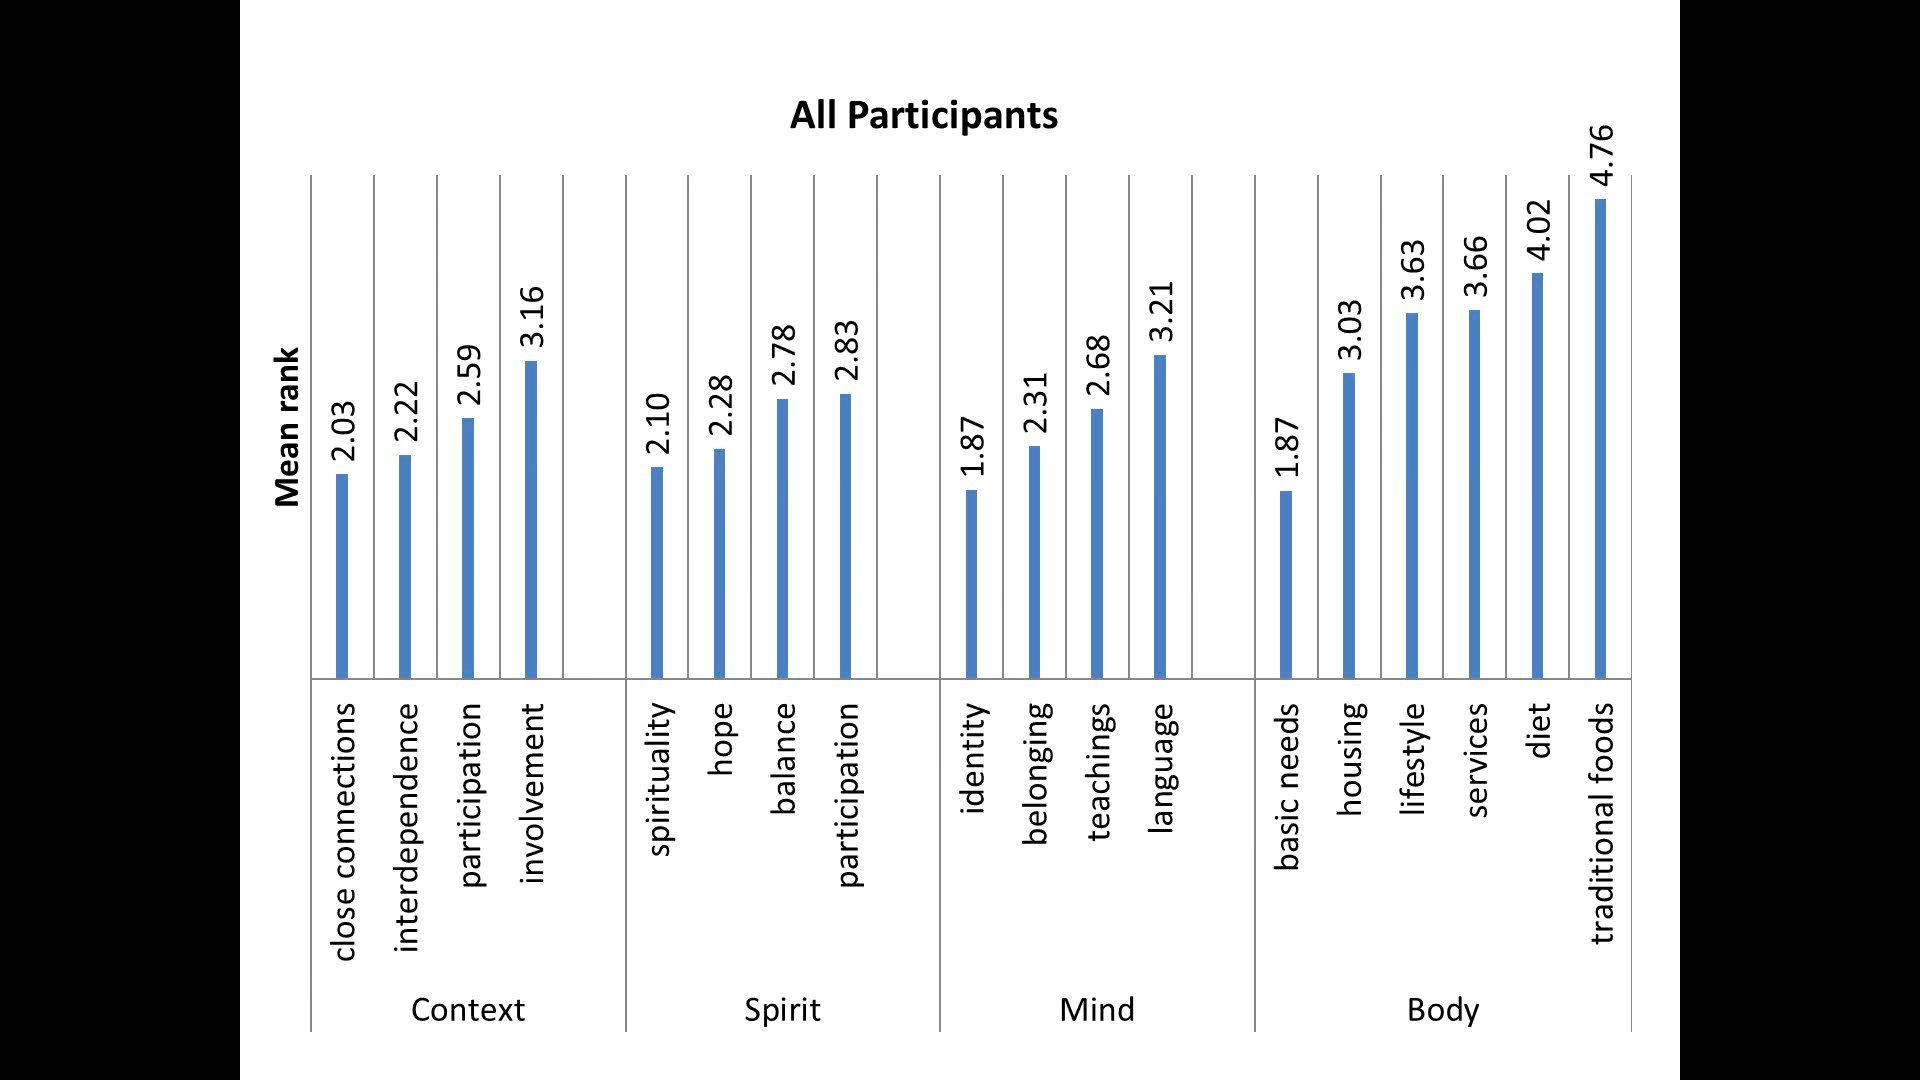 All Participants
Mean rank
2.03
2.22
2.59
3.16
2.10
2.28
2.78
2.83
1.87
2.31
2.68
3.21
1.87
3.03
3.63
3.66
4.02
4.76
close connections
interdependence
participation
involvement
spirituality
hope
balance
participation
identity
belonging
teachings
language
basic needs
housing
lifestyle
services
diet
traditional foods
Context
Spirit
Mind
Body